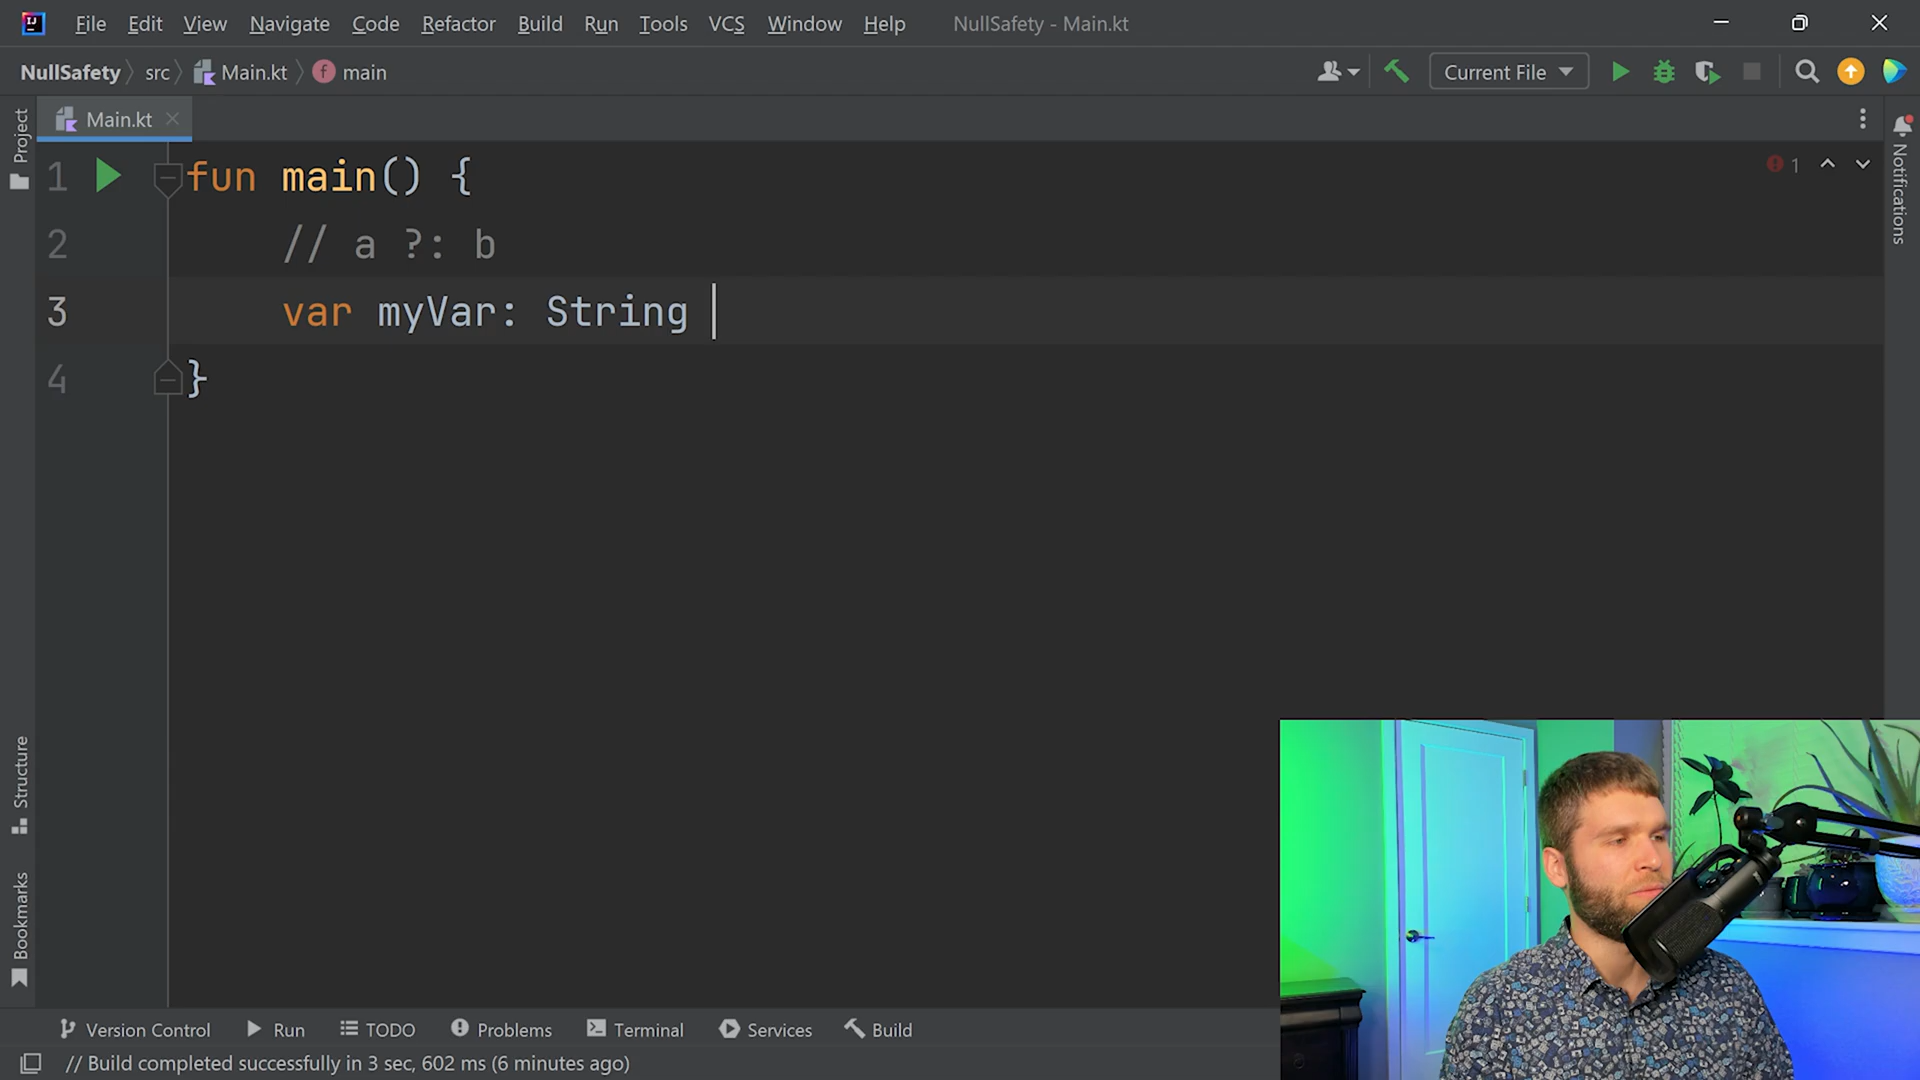 File Edit View Navigate Code Refactor Build Run Tools VCS Window Help NullSafety - Main.kt
NullSafety src Main.kt f main Current File
Main.kt
Project
Notifications
1 fun main() {
1
2 // a ?: b
3 var myVar: String
4 }
Structure
Bookmarks
Version Control Run TODO Problems Terminal Services Build
// Build completed successfully in 3 sec, 602 ms (6 minutes ago)